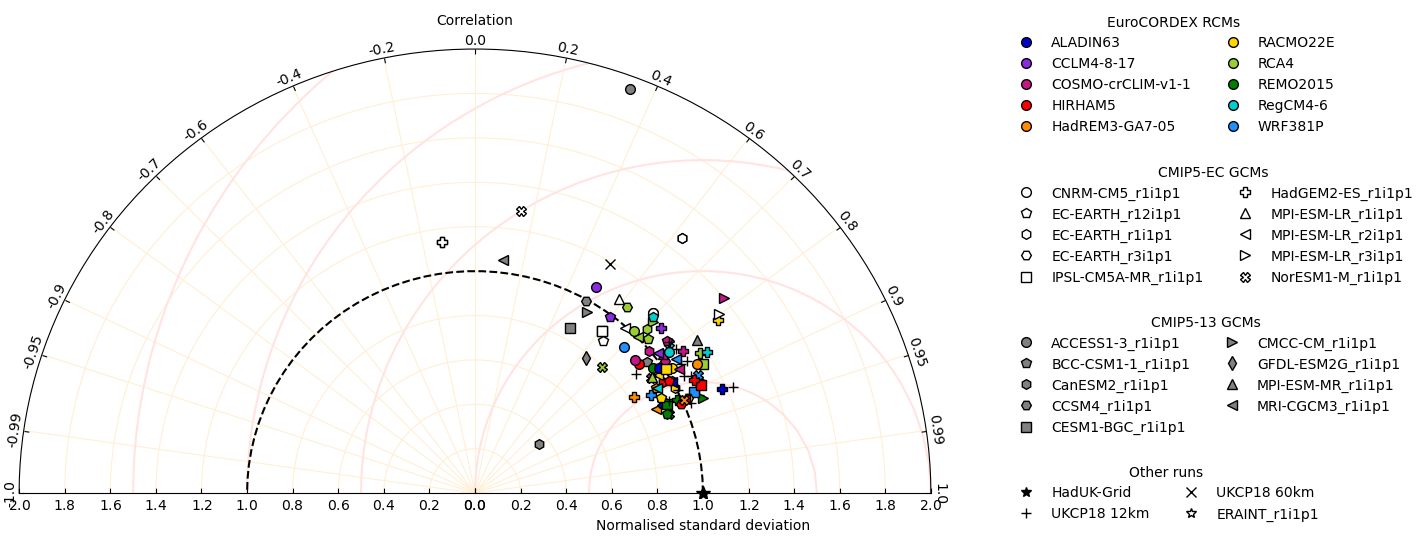 Correlation
-0.2 0.0 0.2
-0.4 0.4
-0.6 0.6
-0.7 0.7
-0.8 0.8
-0.9 0.9
-0.95 0.95
-0.99 0.99
-1.0 1.0
2.0 1.8 1.6 1.4 1.2 1.0 0.8 0.6 0.4 0.2 0.0 0.2 0.4 0.6 0.8 1.0 1.2 1.4 1.6 1.8 2.0
Normalised standard deviation
EuroCORDEX RCMs
ALADIN63 RACMO22E
CCLM4-8-17 RCA4
COSMO-crCLIM-v1-1 REMO2015
HIRHAM5 RegCM4-6
HadREM3-GA7-05 WRF381P
CMIP5-EC GCMs
CNRM-CM5_r1i1p1 HadGEM2-ES_r1i1p1
EC-EARTH_r12i1p1 MPI-ESM-LR_r1i1p1
EC-EARTH_r1i1p1 MPI-ESM-LR_r2i1p1
EC-EARTH_r3i1p1 MPI-ESM-LR_r3i1p1
IPSL-CM5A-MR_r1i1p1 NorESM1-M_r1i1p1
CMIP5-13 GCMs
ACCESS1-3_r1i1p1 CMCC-CM_r1i1p1
BCC-CSM1-1_r1i1p1 GFDL-ESM2G_r1i1p1
CanESM2_r1i1p1 MPI-ESM-MR_r1i1p1
CCSM4_r1i1p1 MRI-CGCM3_r1i1p1
CESM1-BGC_r1i1p1
Other runs
HadUK-Grid UKCP18 60km
UKCP18 12km ERAINT_r1i1p1